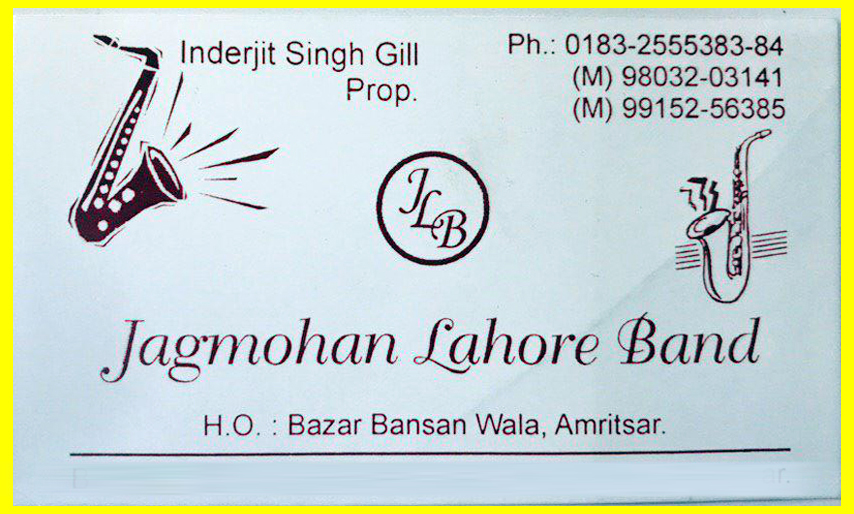 Inderjit Singh Gill
Prop.
Ph.: 0183-2555383-84
(M) 98032-03141
(M) 99152-56385
JLB
Jagmohan Lahore Band
H.O. : Bazar Bansan Wala, Amritsar.